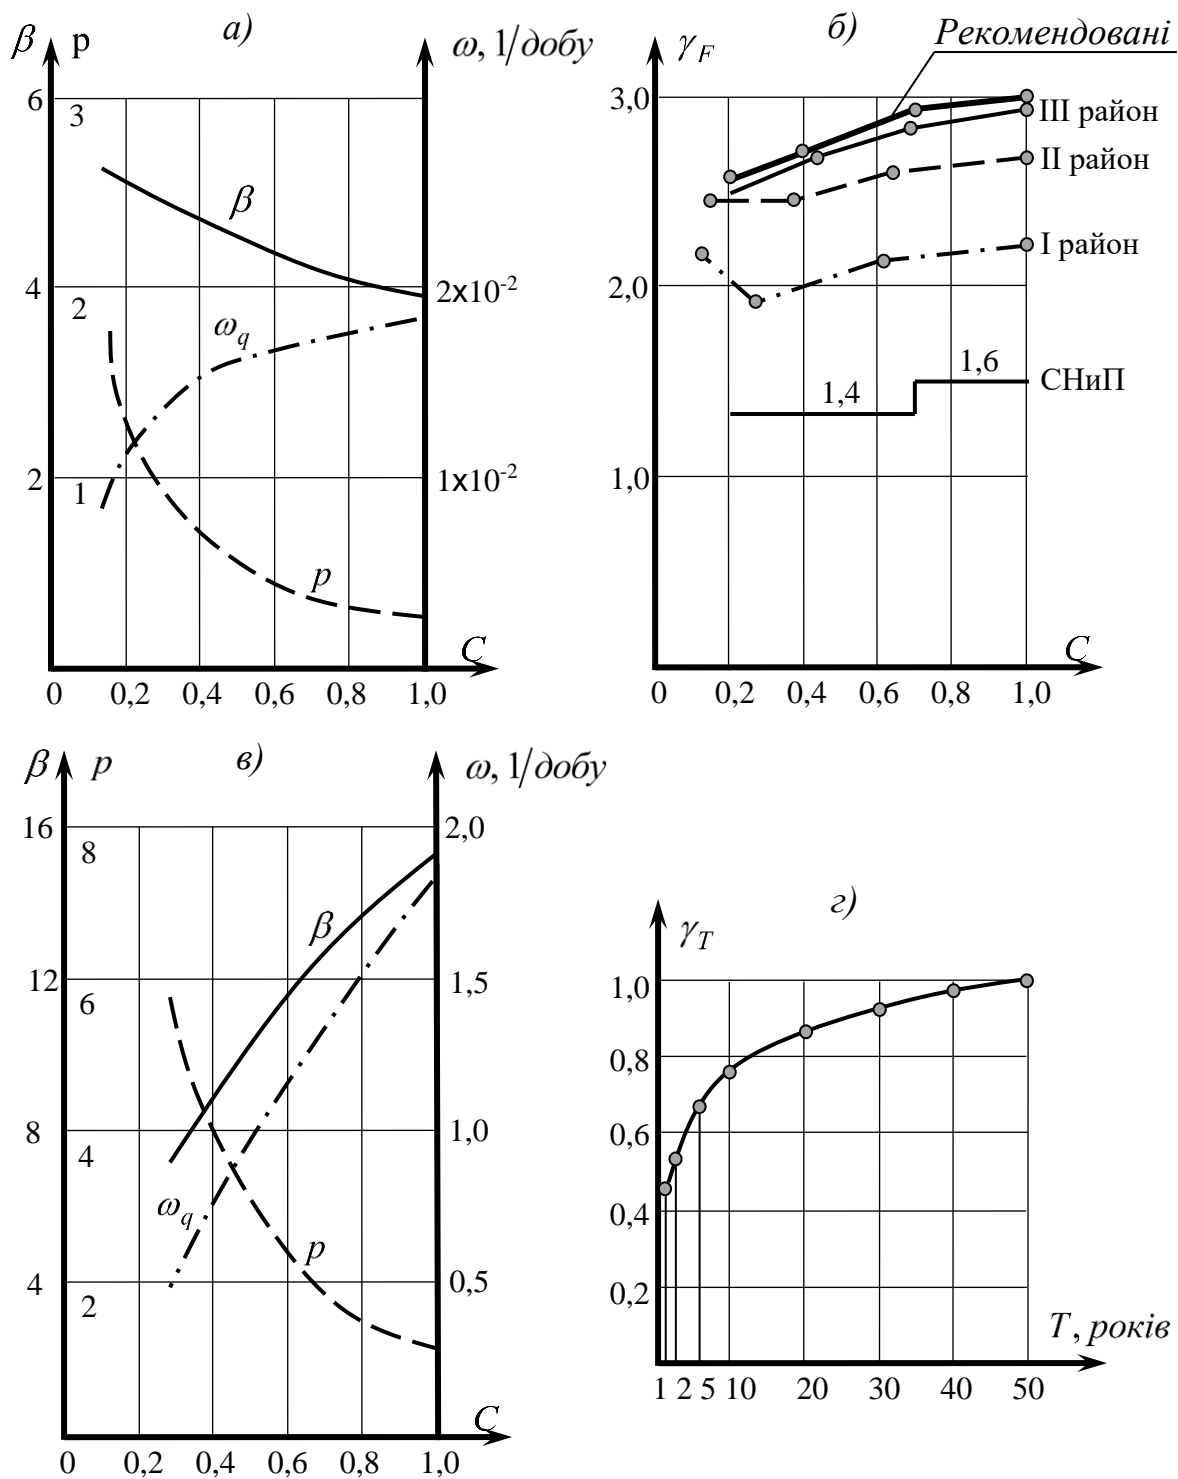 а)
β p
ω, 1/добу
6
3
β
4
2
2x10⁻²
ω_q
2
1
1x10⁻²
p
C
0 0,2 0,4 0,6 0,8 1,0
б)
γ_F
Рекомендовані
3,0
III район
II район
I район
2,0
1,6
СНиП
1,4
1,0
C
0 0,2 0,4 0,6 0,8 1,0
в)
β p
ω, 1/добу
16
8
2,0
β
12
6
1,5
8
4
1,0
ω_q
p
4
2
0,5
C
0 0,2 0,4 0,6 0,8 1,0
г)
γ_T
1,0
0,8
0,6
0,4
0,2
T, років
1 2 5 10 20 30 40 50